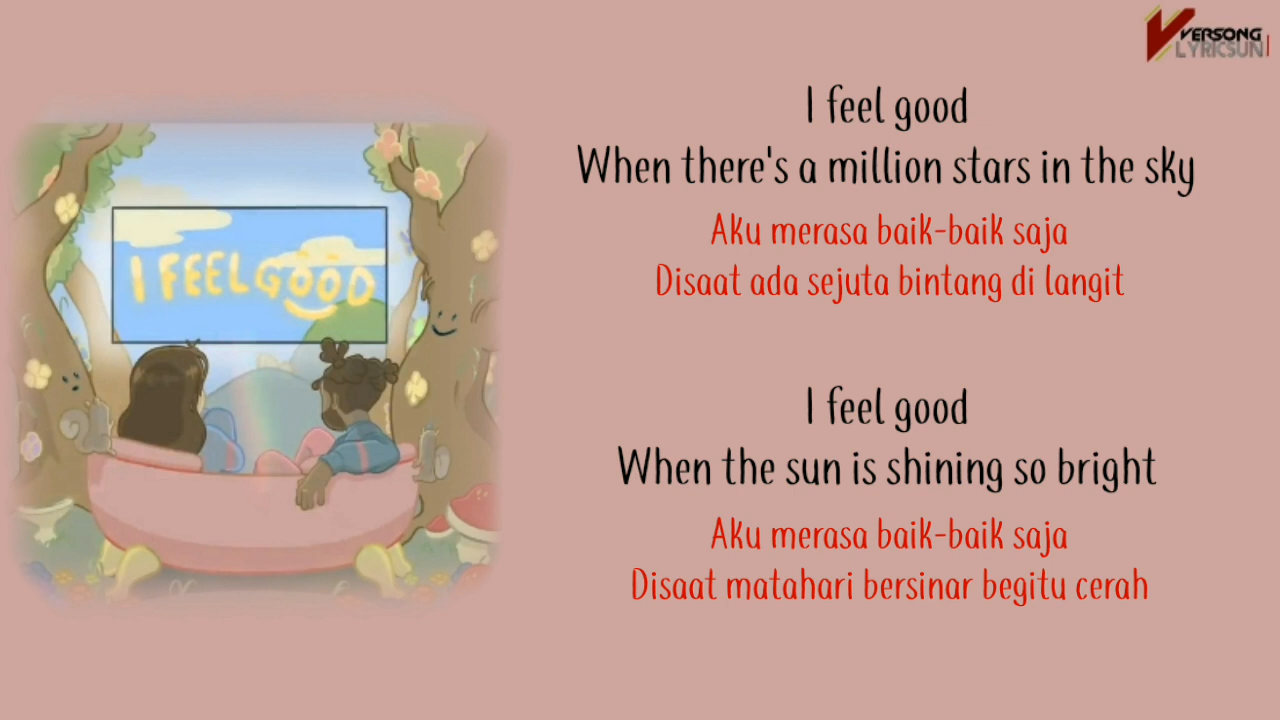 VERSONG
LYRICSUN
I FEEL GOOD
I feel good
When there's a million stars in the sky
Aku merasa baik-baik saja
Disaat ada sejuta bintang di langit
I feel good
When the sun is shining so bright
Aku merasa baik-baik saja
Disaat matahari bersinar begitu cerah